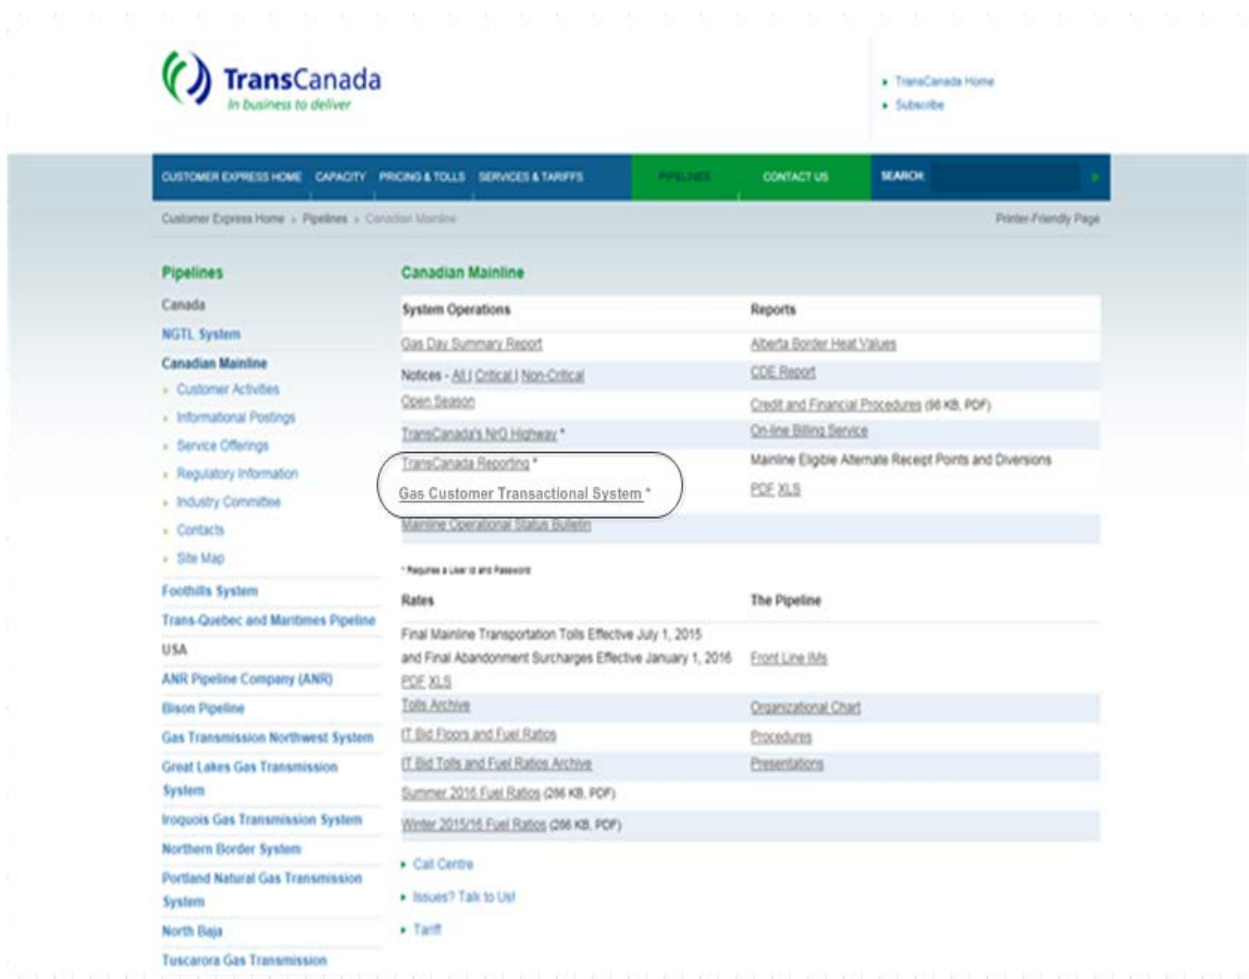 TransCanada
In business to deliver
TransCanada Home
Subscribe
CUSTOMER EXPRESS HOME CAPACITY PRICING & TOLLS SERVICES & TARIFFS PIPELINES CONTACT US SEARCH:
Customer Express Home » Pipelines » Canadian Mainline
Printer-Friendly Page
Pipelines
Canada
NGTL System
Canadian Mainline
Customer Activities
Informational Postings
Service Offerings
Regulatory Information
Industry Committee
Contacts
Site Map
Foothills System
Trans-Quebec and Maritimes Pipeline
USA
ANR Pipeline Company (ANR)
Bison Pipeline
Gas Transmission Northwest System
Great Lakes Gas Transmission
System
Iroquois Gas Transmission System
Northern Border System
Portland Natural Gas Transmission
System
North Baja
Tuscarora Gas Transmission
Canadian Mainline
System Operations
Gas Day Summary Report
Notices - All | Critical | Non-Critical
Open Season
TransCanada's NrG Highway *
TransCanada Reporting *
Gas Customer Transactional System *
Mainline Operational Status Bulletin
* Requires a User Id and Password
Reports
Alberta Border Heat Values
CDE Report
Credit and Financial Procedures (96 KB, PDF)
On-line Billing Service
Mainline Eligible Alternate Receipt Points and Diversions
PDF XLS
Rates
Final Mainline Transportation Tolls Effective July 1, 2015
and Final Abandonment Surcharges Effective January 1, 2016
PDF XLS
Tolls Archive
IT Bid Floors and Fuel Ratios
IT Bid Tolls and Fuel Ratios Archive
Summer 2016 Fuel Ratios (266 KB, PDF)
Winter 2015/16 Fuel Ratios (266 KB, PDF)
The Pipeline
Front Line IMs
Organizational Chart
Procedures
Presentations
Call Centre
Issues? Talk to Us!
Tariff